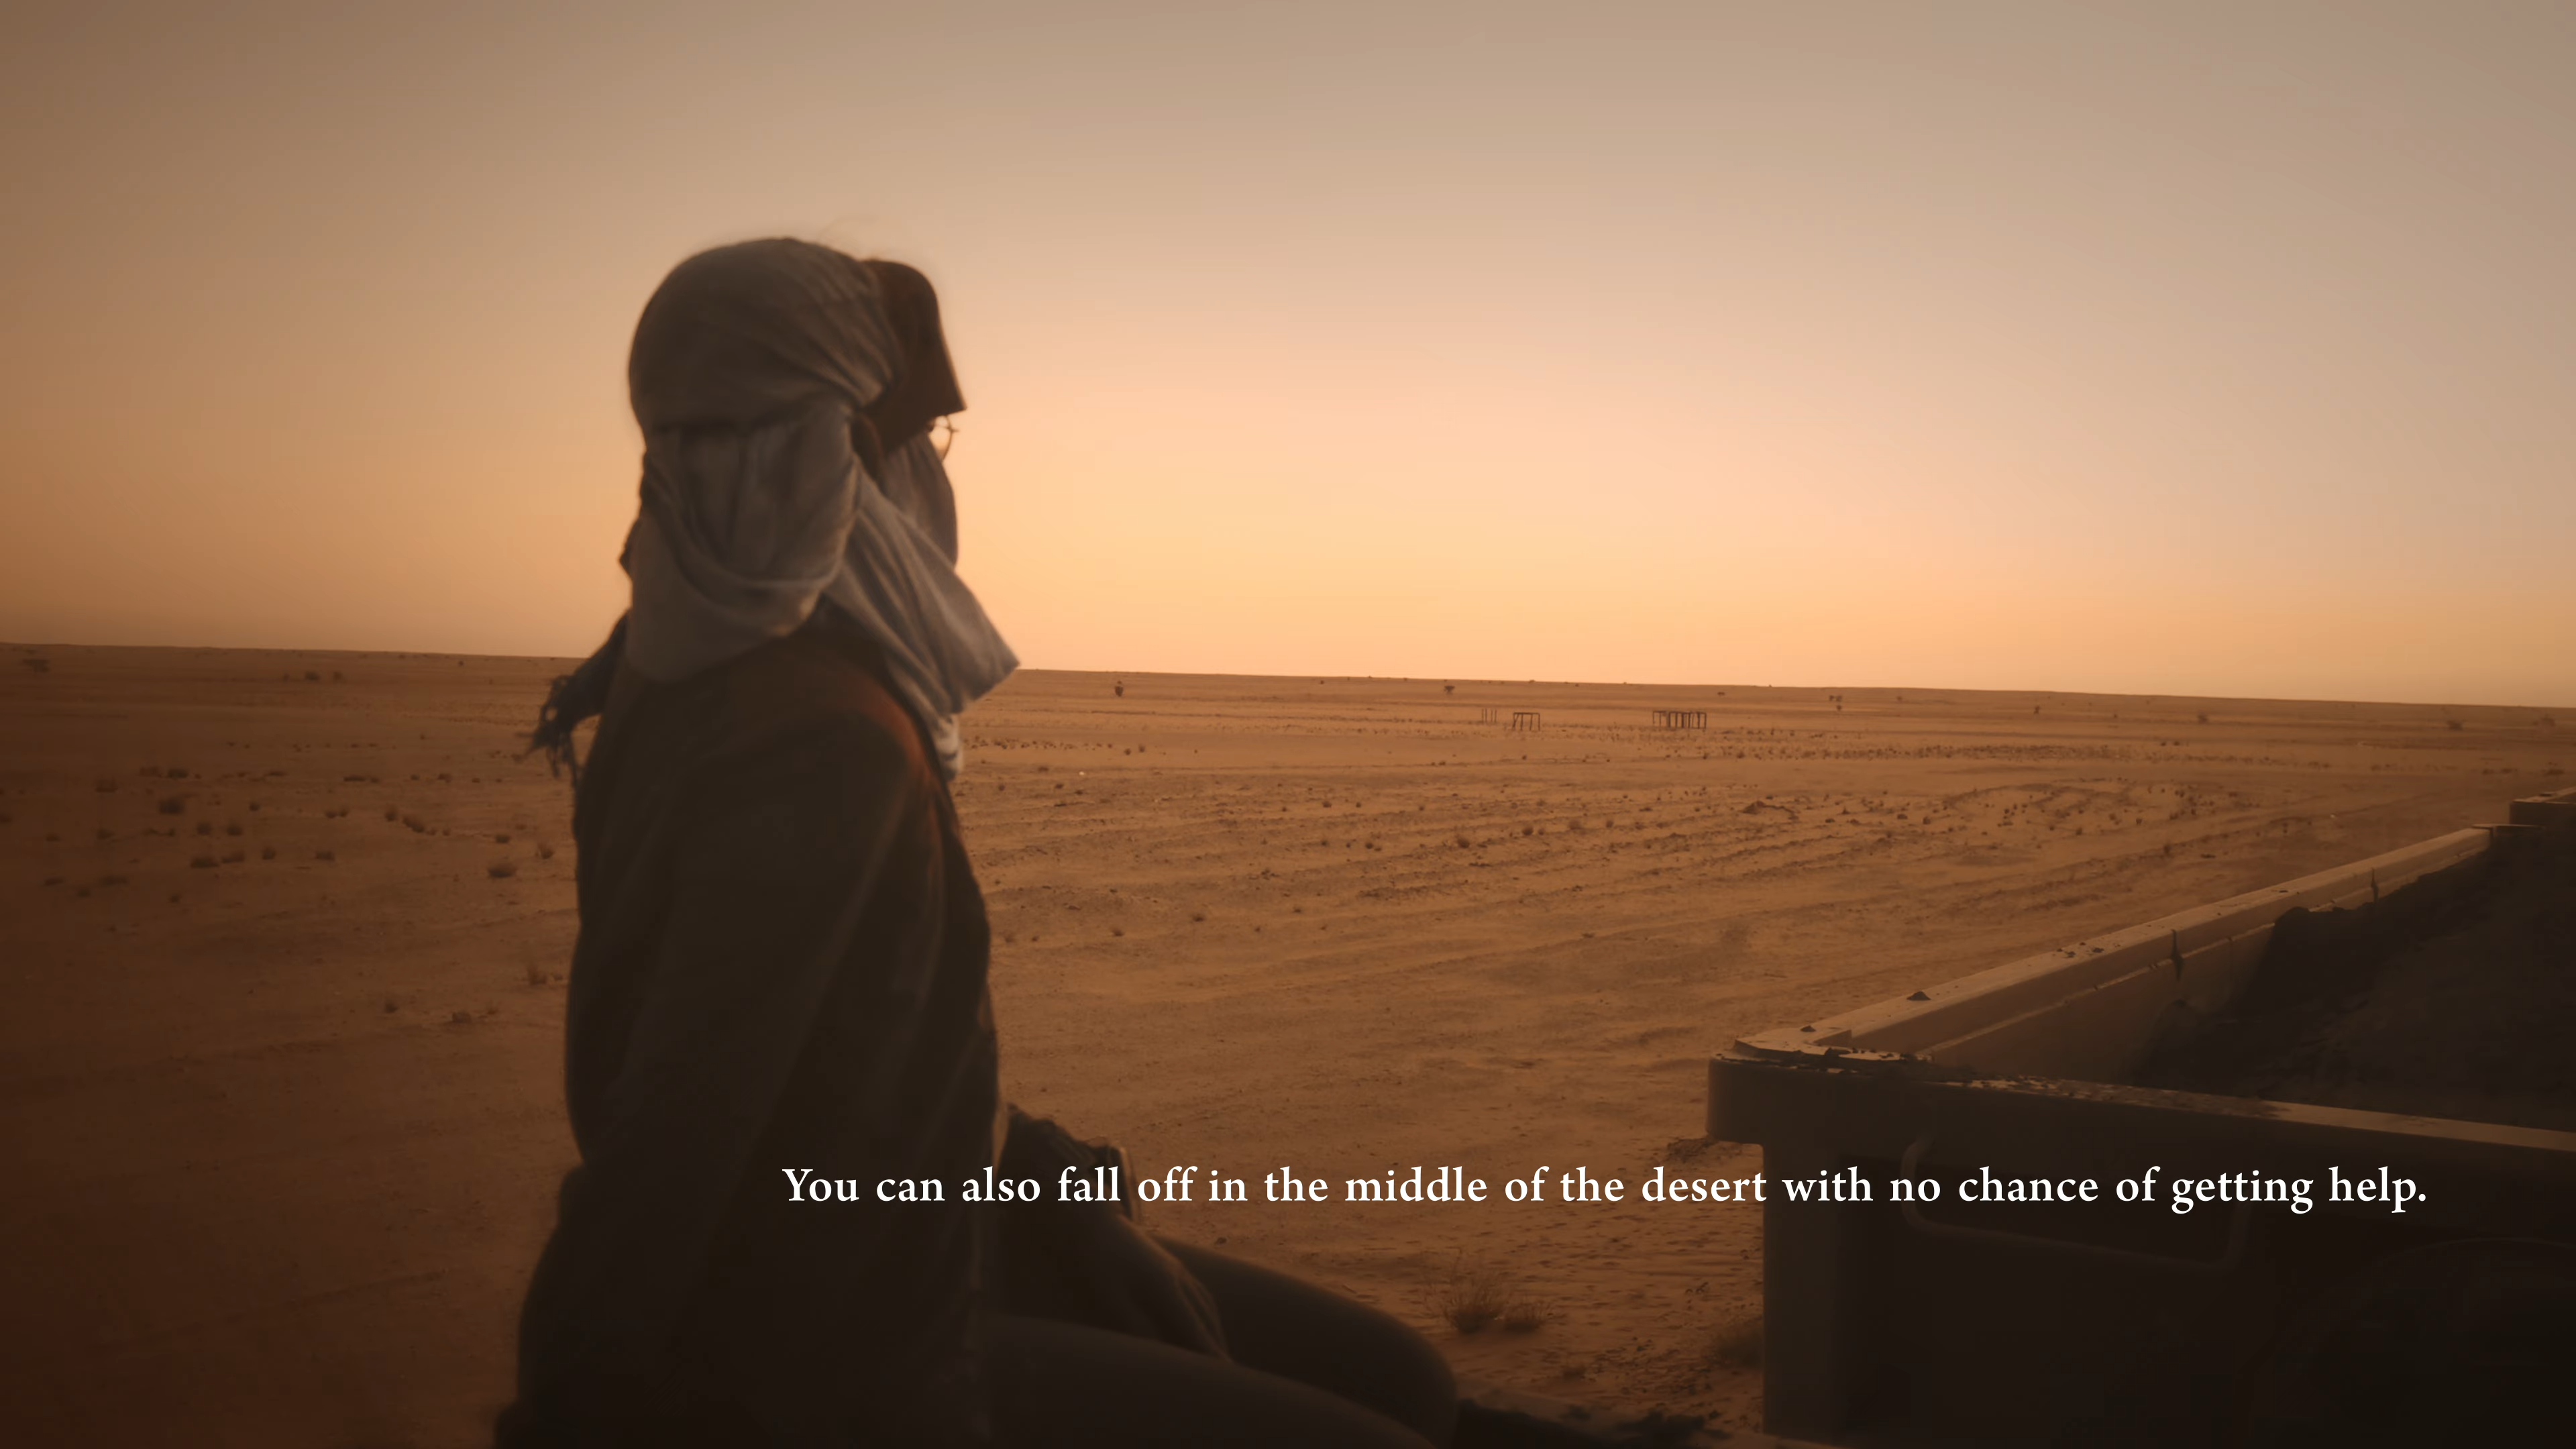 You can also fall off in the middle of the desert with no chance of getting help.